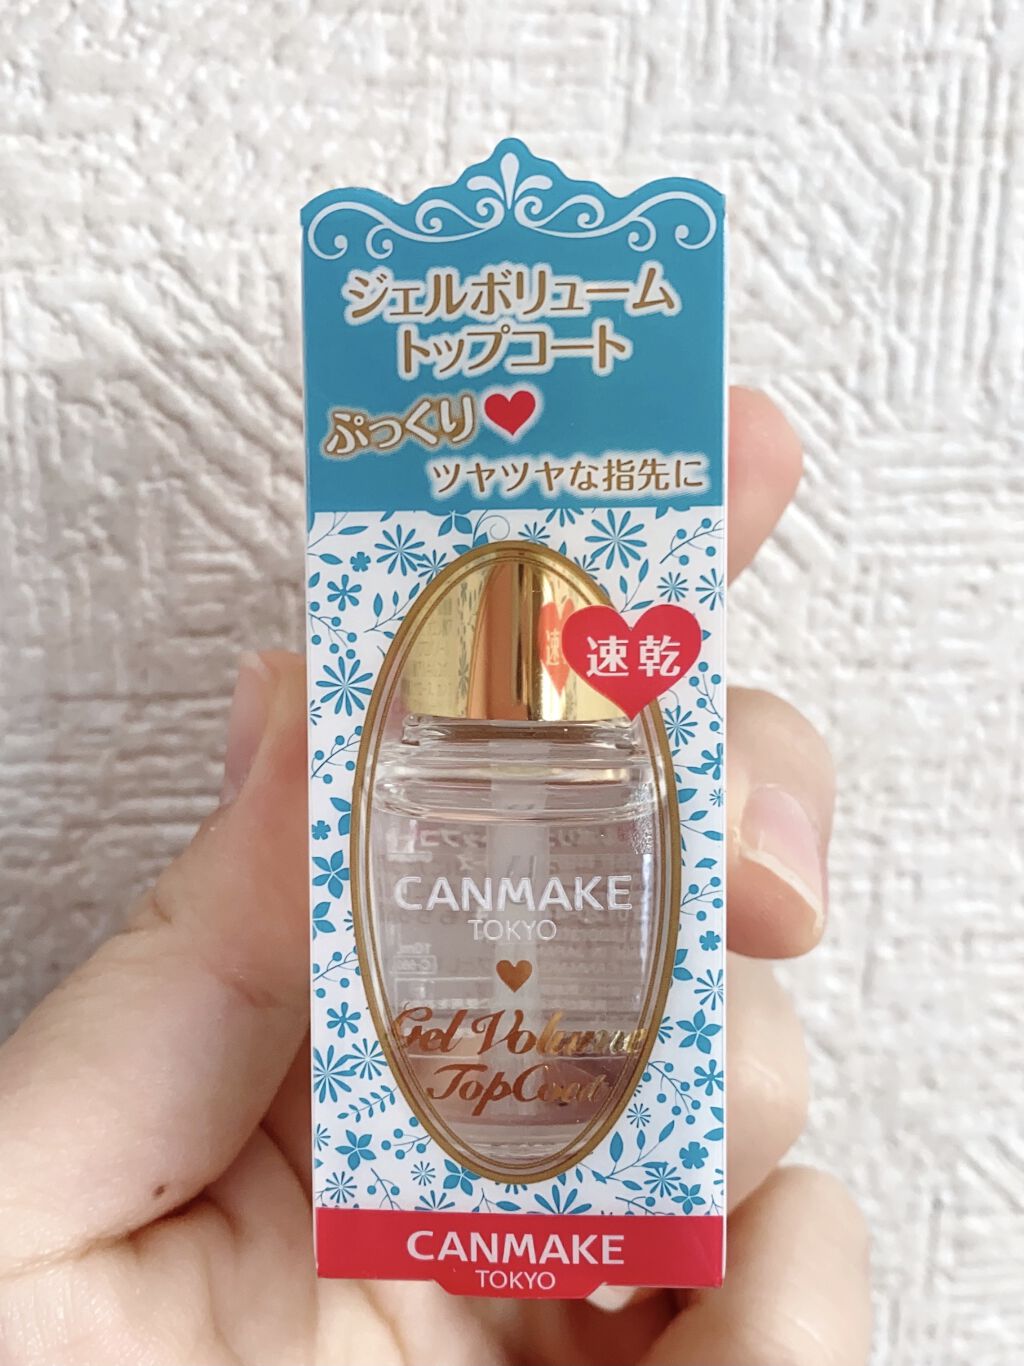 ジェルボリューム
トップコート
ぷっくり
ツヤツヤな指先に
速乾
CANMAKE
TOKYO
Gel Volume
TopCoat
CANMAKE
TOKYO